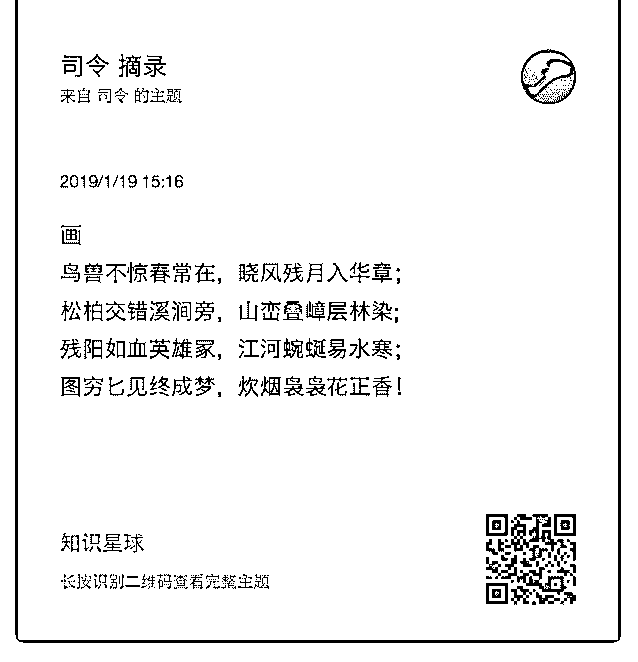 司令 摘录
来自 司令 的主题
2019/1/19 15:16
画
鸟兽不惊春常在，晓风残月入华章；
松柏交错溪涧旁，山峦叠嶂层林染；
残阳如血英雄冢，江河蜿蜒易水寒；
图穷匕见终成梦，炊烟袅袅花正香！
知识星球
长按识别二维码查看完整主题